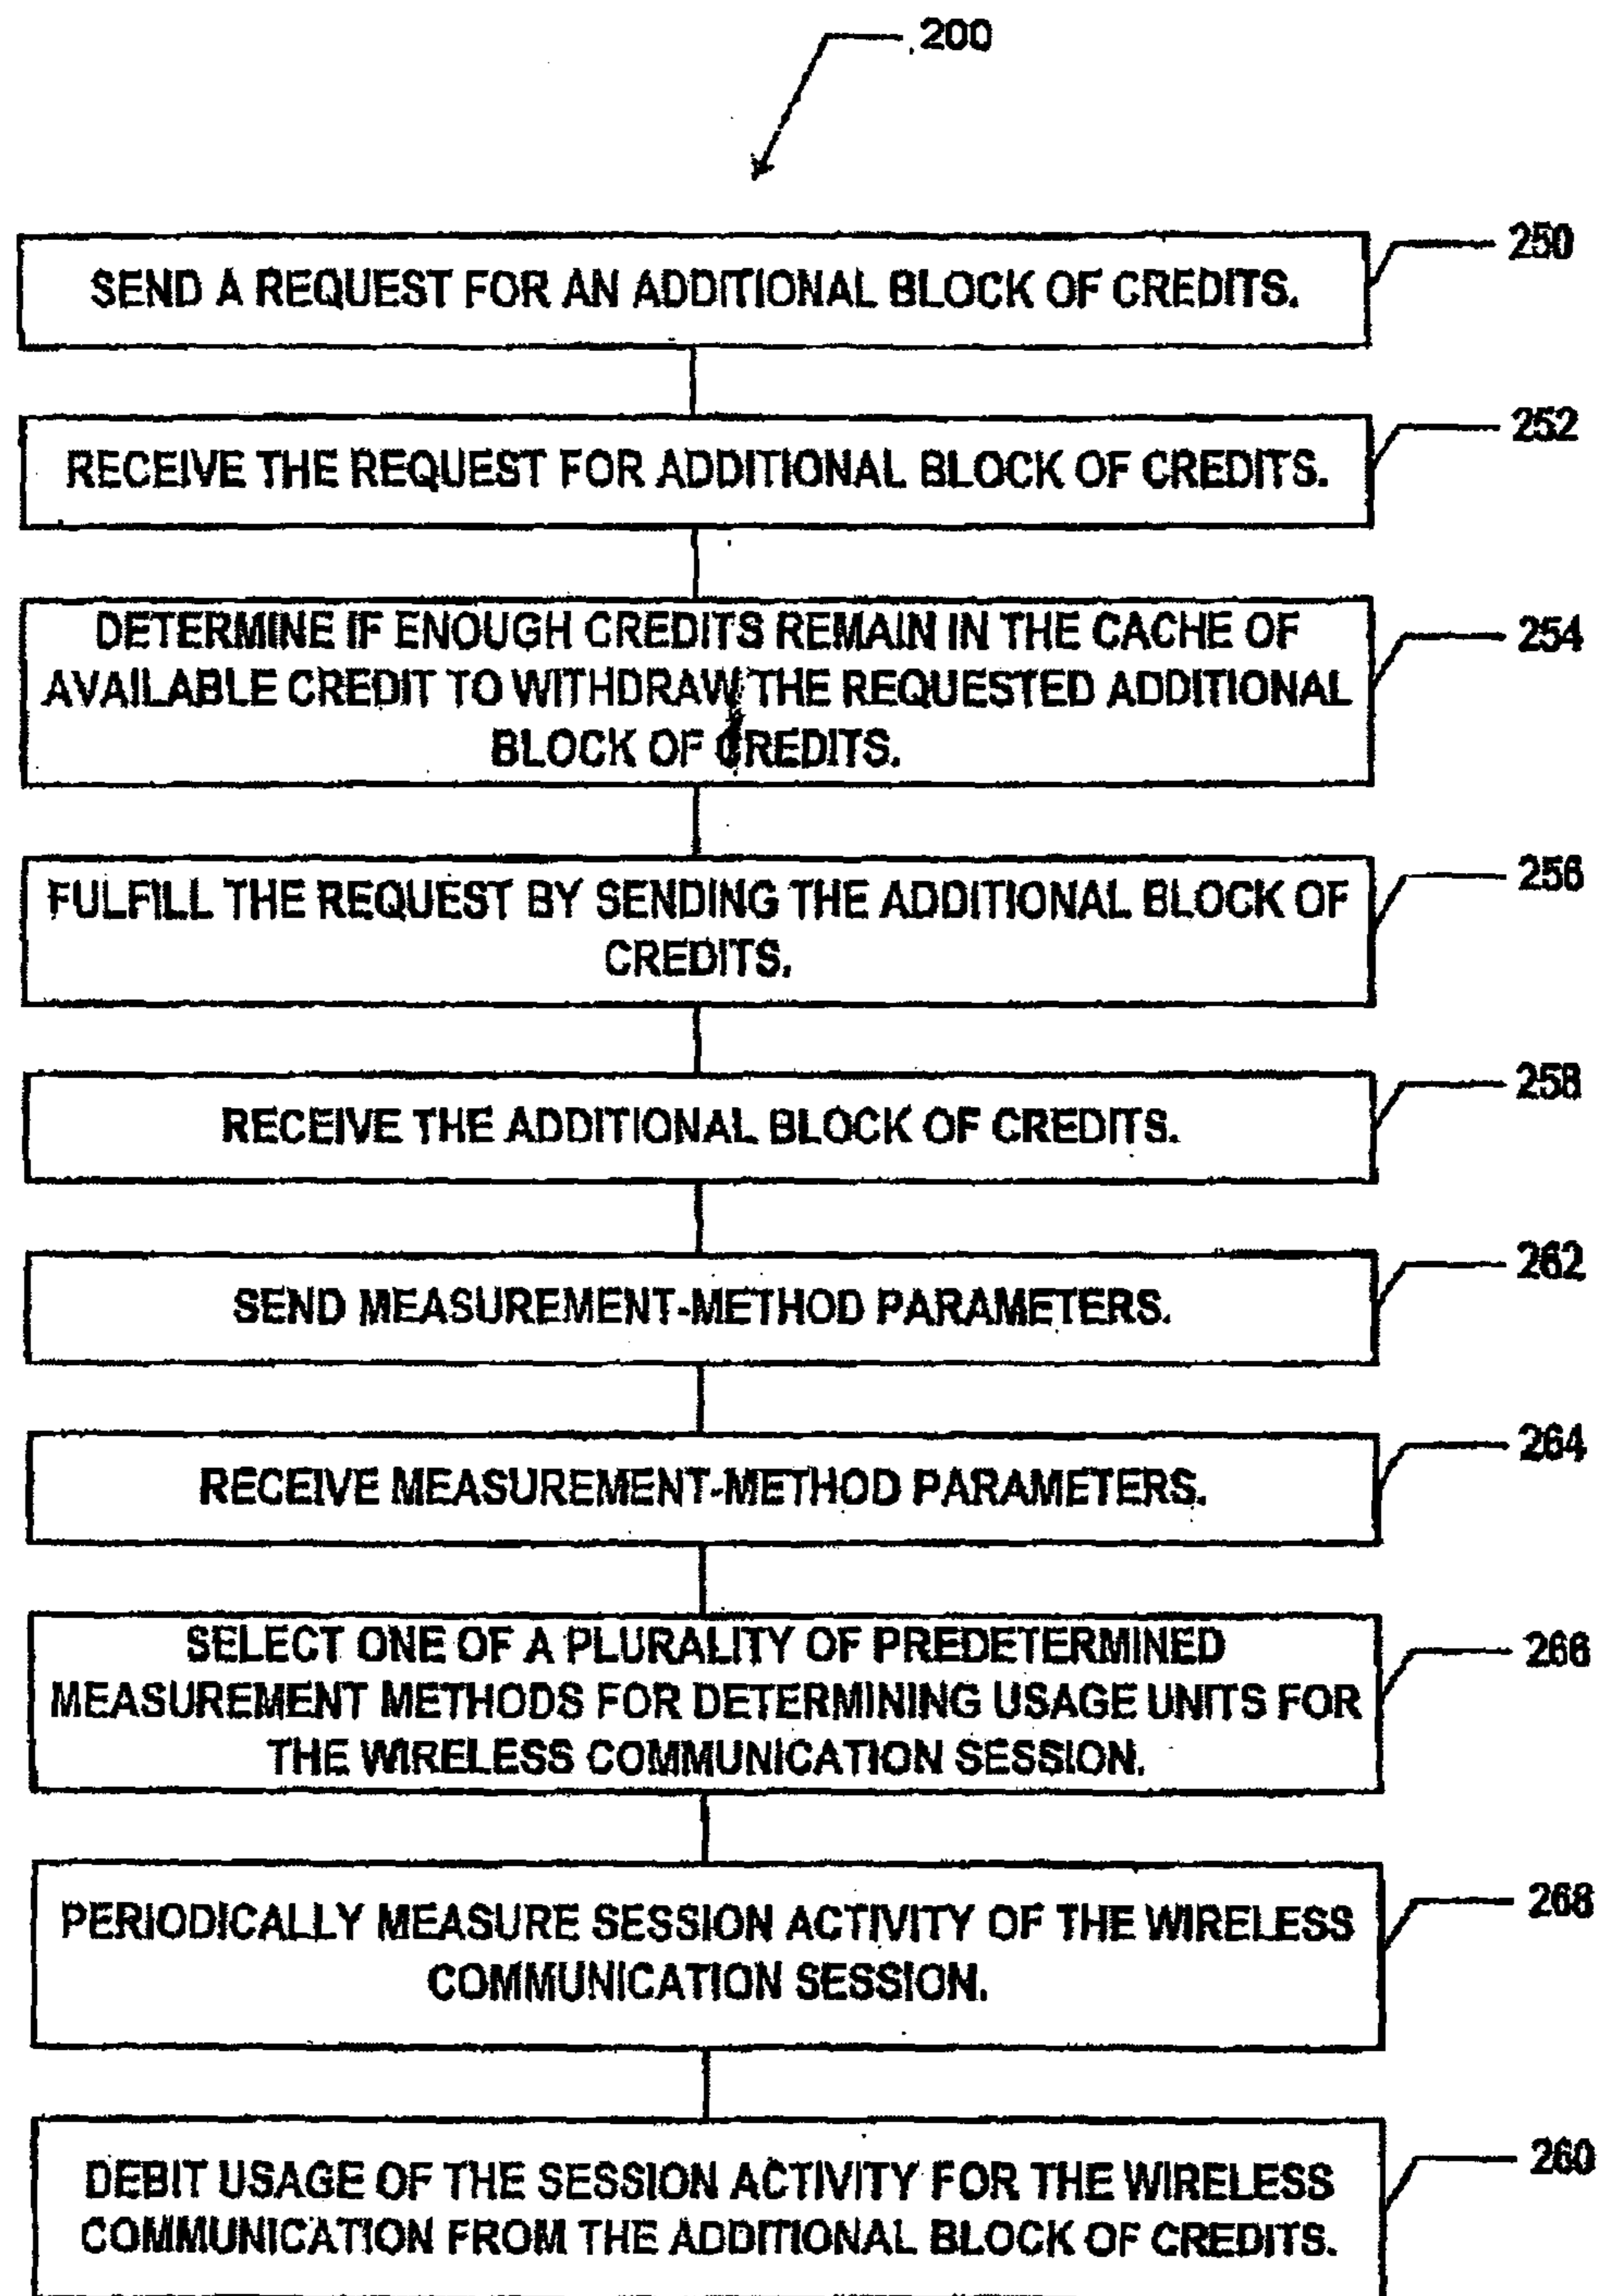 200
SEND A REQUEST FOR AN ADDITIONAL BLOCK OF CREDITS.
250
RECEIVE THE REQUEST FOR ADDITIONAL BLOCK OF CREDITS.
252
DETERMINE IF ENOUGH CREDITS REMAIN IN THE CACHE OF
AVAILABLE CREDIT TO WITHDRAW THE REQUESTED ADDITIONAL
BLOCK OF CREDITS.
254
FULFILL THE REQUEST BY SENDING THE ADDITIONAL BLOCK OF
CREDITS.
256
RECEIVE THE ADDITIONAL BLOCK OF CREDITS.
258
SEND MEASUREMENT-METHOD PARAMETERS.
262
RECEIVE MEASUREMENT-METHOD PARAMETERS.
264
SELECT ONE OF A PLURALITY OF PREDETERMINED
MEASUREMENT METHODS FOR DETERMINING USAGE UNITS FOR
THE WIRELESS COMMUNICATION SESSION.
266
PERIODICALLY MEASURE SESSION ACTIVITY OF THE WIRELESS
COMMUNICATION SESSION.
268
DEBIT USAGE OF THE SESSION ACTIVITY FOR THE WIRELESS
COMMUNICATION FROM THE ADDITIONAL BLOCK OF CREDITS.
260